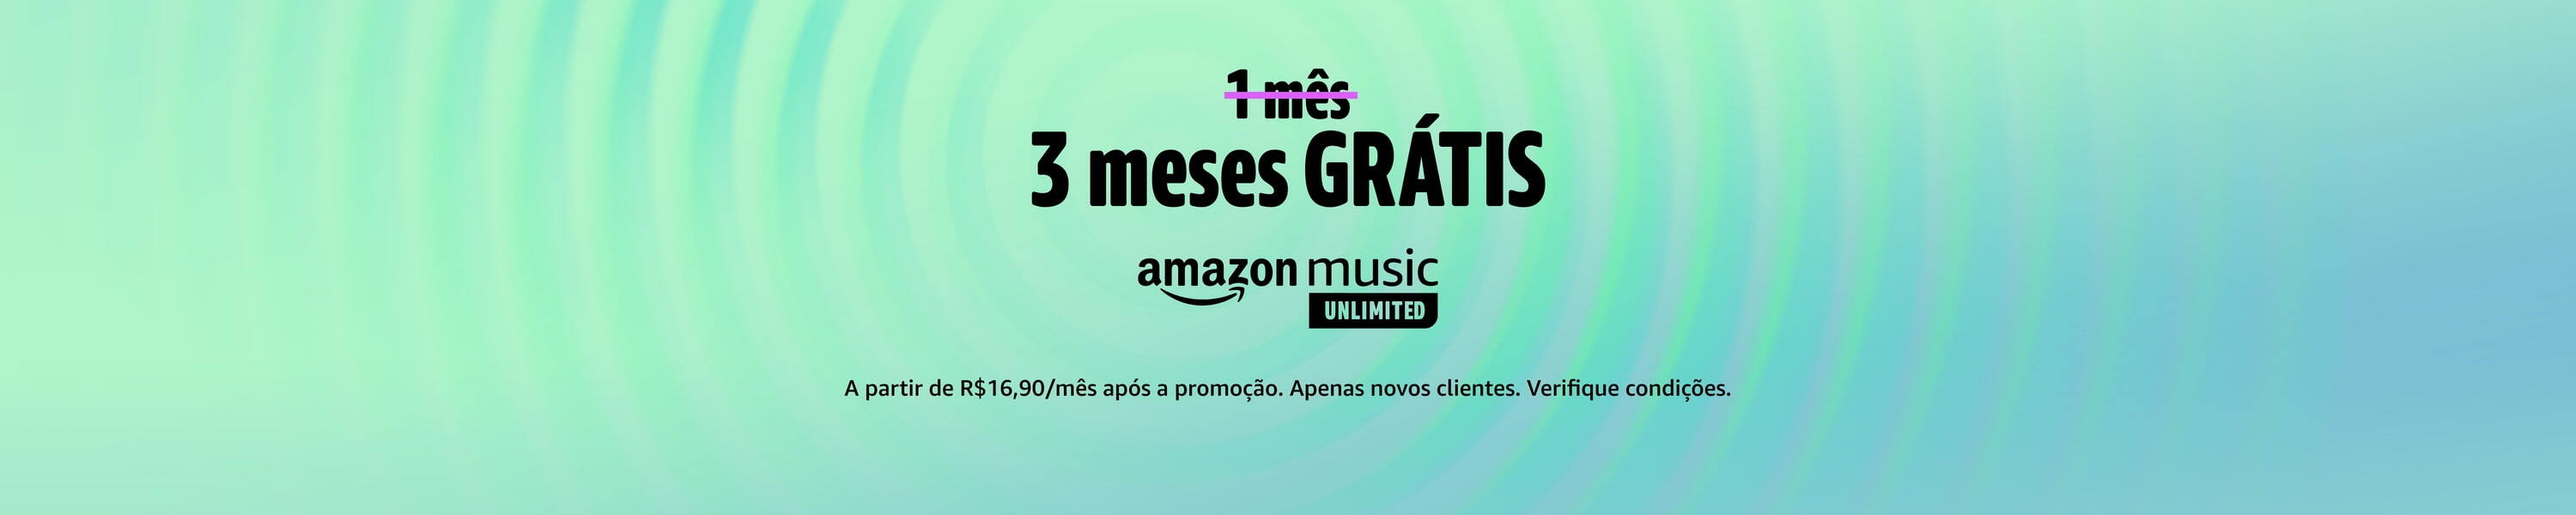 1 mês
3 meses GRÁTIS
amazon music
UNLIMITED
A partir de R$16,90/mês após a promoção. Apenas novos clientes. Verifique condições.